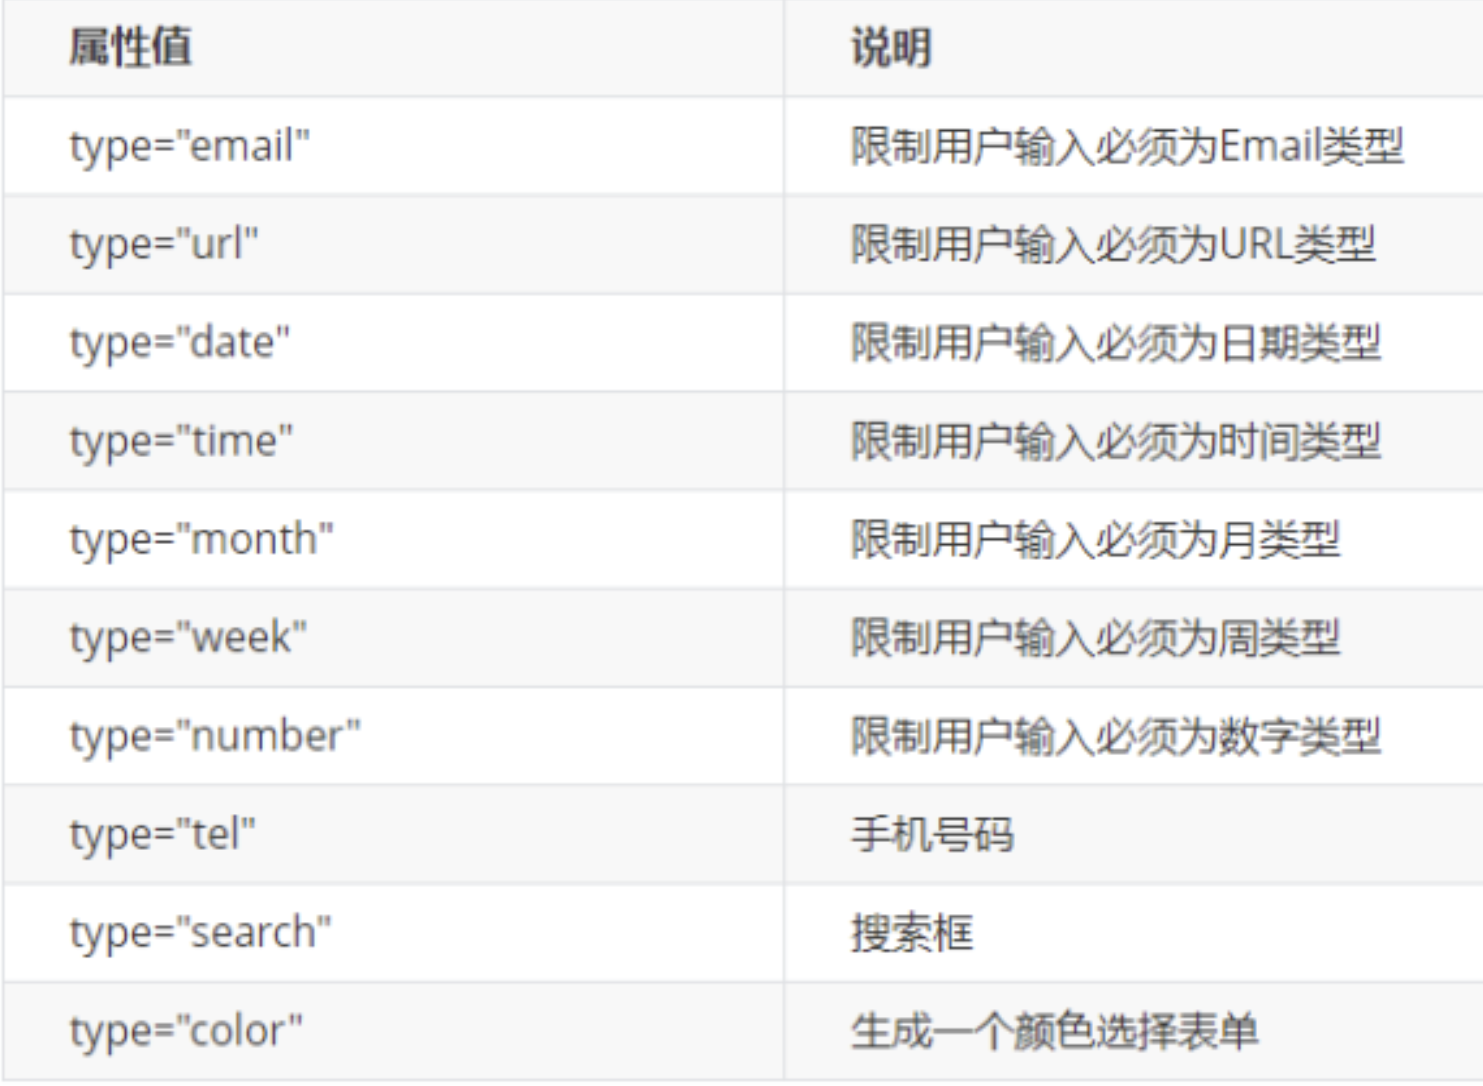 属性值 说明
type="email" 限制用户输入必须为Email类型
type="url" 限制用户输入必须为URL类型
type="date" 限制用户输入必须为日期类型
type="time" 限制用户输入必须为时间类型
type="month" 限制用户输入必须为月类型
type="week" 限制用户输入必须为周类型
type="number" 限制用户输入必须为数字类型
type="tel" 手机号码
type="search" 搜索框
type="color" 生成一个颜色选择表单